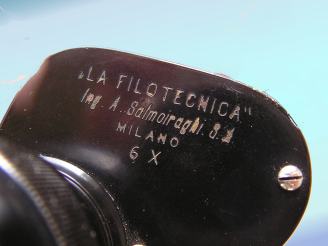 „LA FILOTECNICA"
Ing. A. Salmoiraghi. S.A
MILANO
6 X